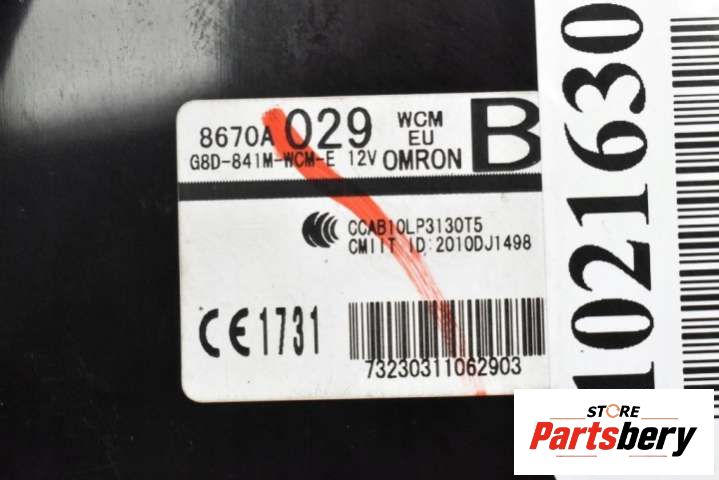 8670A 029 WCM EU B
G8D-841M-WCM-E 12V OMRON
CCAB10LP3130T5
CMIIT ID:2010DJ1498
CE 1731
73230311062903
1021630
STORE
Partsbery